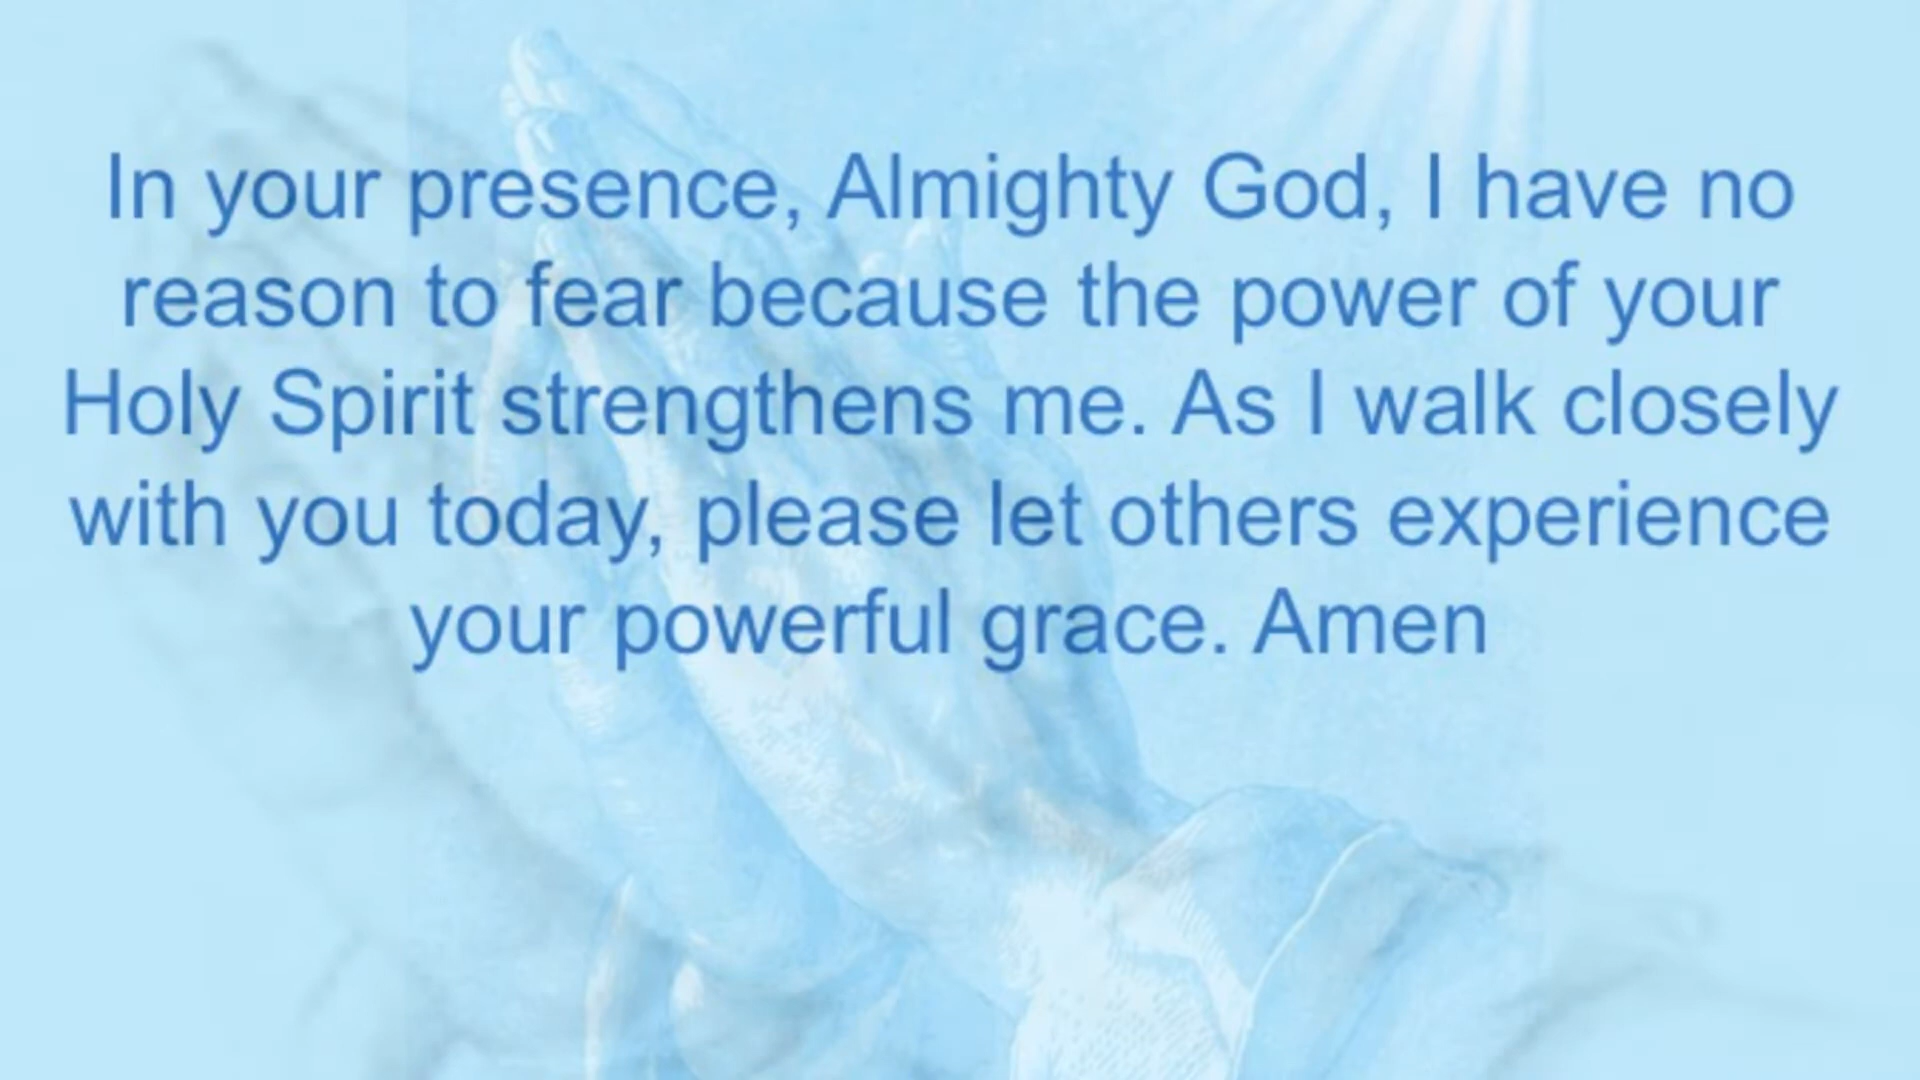 In your presence, Almighty God, I have no
reason to fear because the power of your
Holy Spirit strengthens me. As I walk closely
with you today, please let others experience
your powerful grace. Amen